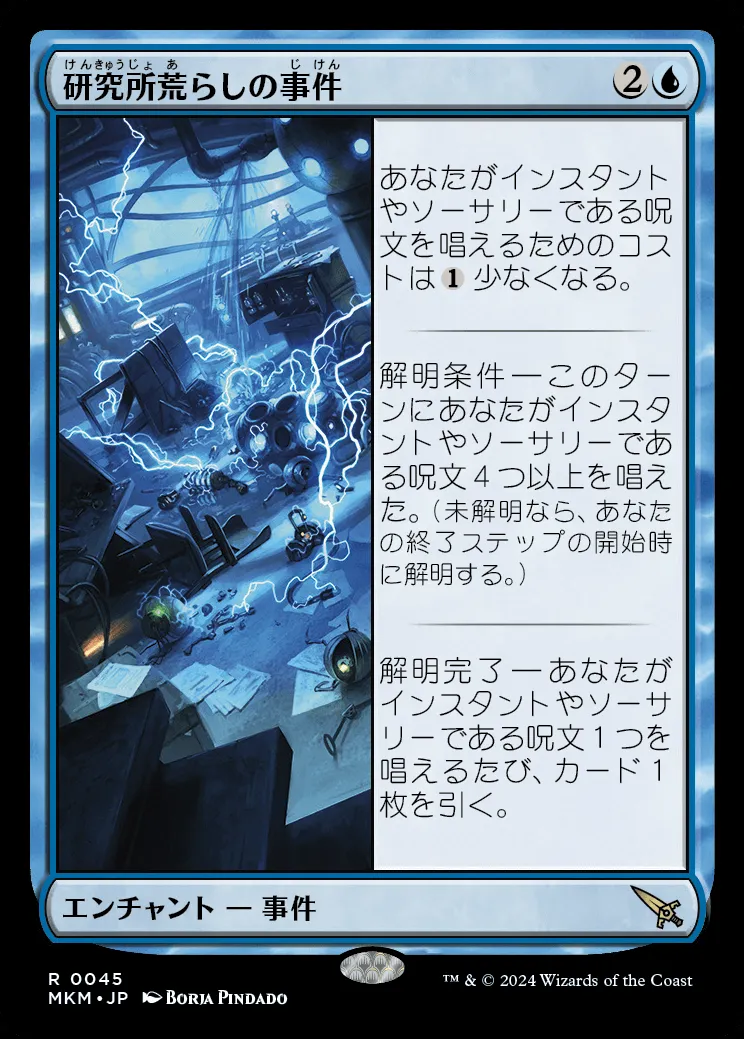 けんきゅうじょ あ じ けん
研究所荒らしの事件
2
あなたがインスタント
やソーサリーである呪
文を唱えるためのコス
トは 1 少なくなる。
解明条件 — このター
ンにあなたがインスタ
ントやソーサリーであ
る呪文４つ以上を唱え
た。（未解明なら、あなた
の終了ステップの開始時
に解明する。）
解明完了 — あなたが
インスタントやソーサ
リーである呪文１つを
唱えるたび、カード１
枚を引く。
エンチャント — 事件
R 0045
MKM • JP Borja Pindado
™ & © 2024 Wizards of the Coast